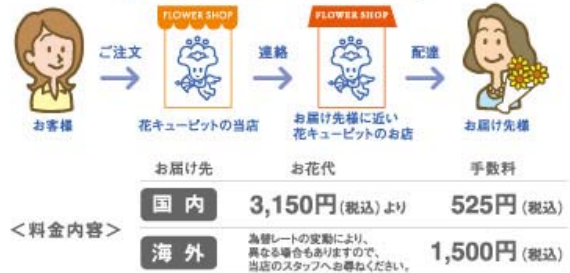 FLOWER SHOP
FLOWER SHOP
ご注文
連絡
配達
お客様
花キューピットの当店
お届け先様に近い
花キューピットのお店
お届け先様
お届け先
お花代
手数料
<料金内容>
国内
3,150円(税込)より
525円(税込)
海外
為替レートの変動により、
異なる場合もありますので、
当店のスタッフへお尋ねください。
1,500円(税込)